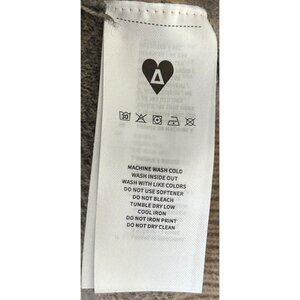 MACHINE WASH COLD
WASH INSIDE OUT
WASH WITH LIKE COLORS
DO NOT USE SOFTENER
DO NOT BLEACH
TUMBLE DRY LOW
COOL IRON
DO NOT IRON PRINT
DO NOT DRY CLEAN